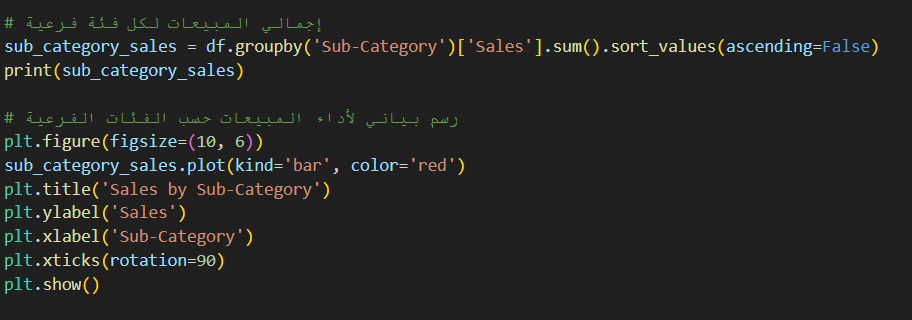 # إجمالي المبيعات لكل فئة فرعية
sub_category_sales = df.groupby('Sub-Category')['Sales'].sum().sort_values(ascending=False)
print(sub_category_sales)

# رسم بياني لأداء المبيعات حسب الفئات الفرعية
plt.figure(figsize=(10, 6))
sub_category_sales.plot(kind='bar', color='red')
plt.title('Sales by Sub-Category')
plt.ylabel('Sales')
plt.xlabel('Sub-Category')
plt.xticks(rotation=90)
plt.show()